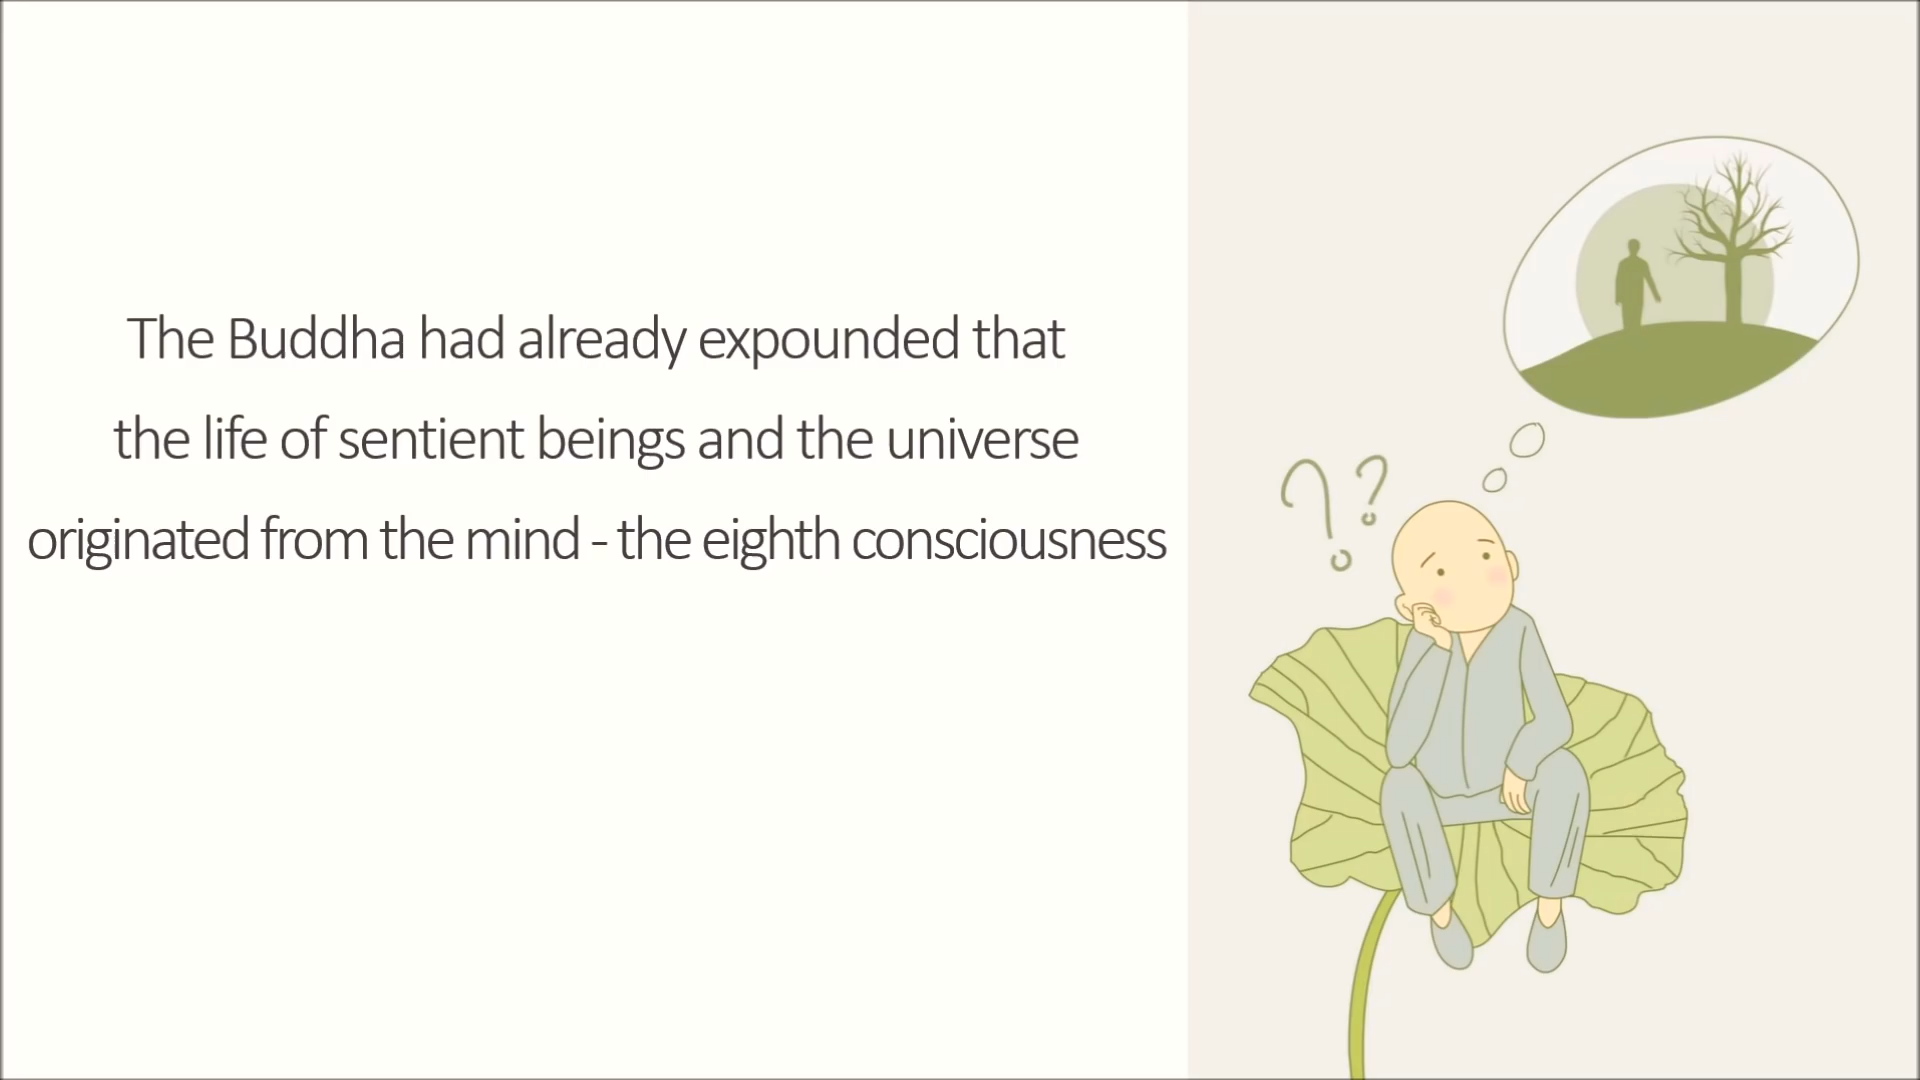 The Buddha had already expounded that
the life of sentient beings and the universe
originated from the mind - the eighth consciousness
??